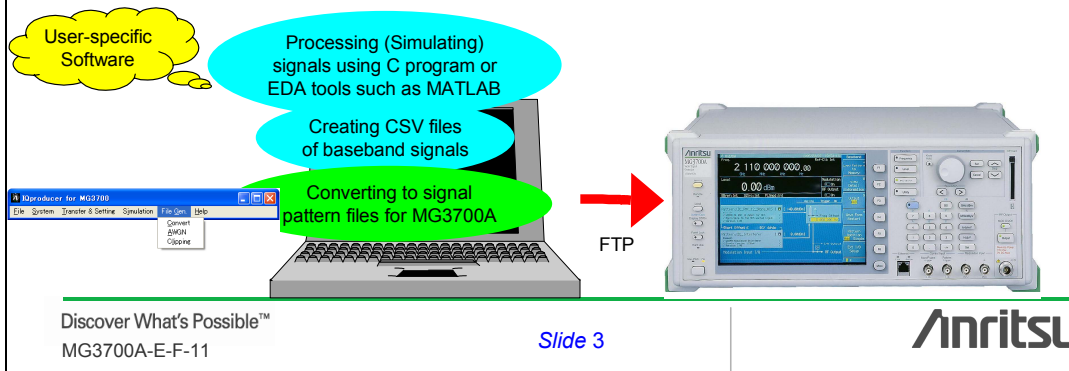 User-specific
Software
Processing (Simulating)
signals using C program or
EDA tools such as MATLAB
Creating CSV files
of baseband signals
Converting to signal
pattern files for MG3700A
IQproducer for MG3700
File System Transfer & Setting Simulation File Gen. Help
Convert
AWGN
Clipping
FTP
Anritsu
MG3700A
2 110 000 000.00
0.00 dBm
Discover What's Possible™
MG3700A-E-F-11
Slide 3
Anritsu